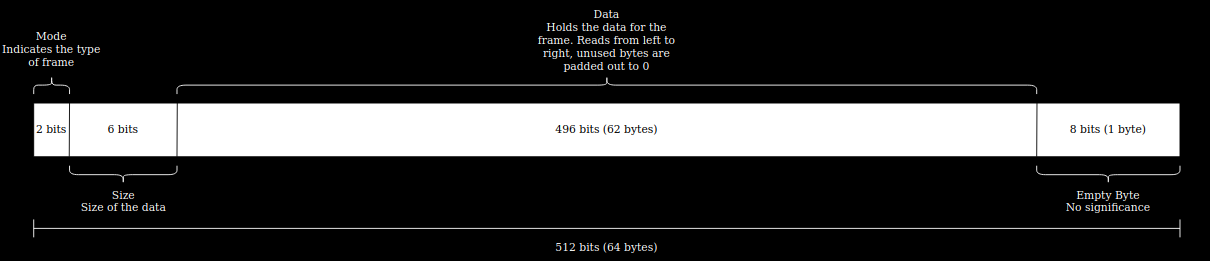 Data
Holds the data for the
frame. Reads from left to
right, unused bytes are
padded out to 0
Mode
Indicates the type
of frame
2 bits
6 bits
496 bits (62 bytes)
8 bits (1 byte)
Size
Size of the data
Empty Byte
No significance
512 bits (64 bytes)